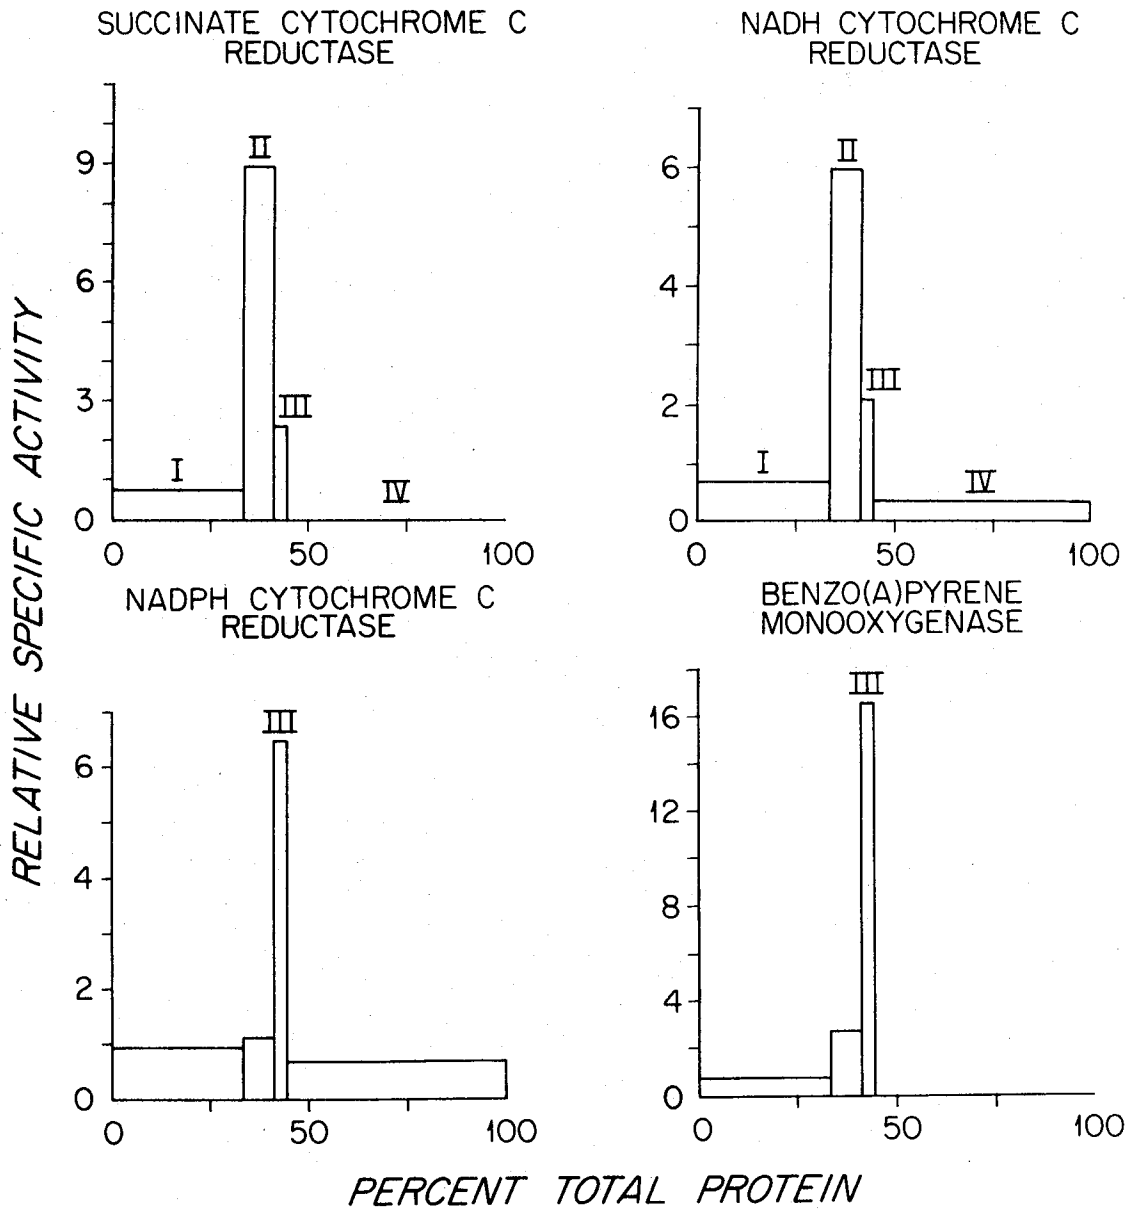 SUCCINATE CYTOCHROME C
REDUCTASE
9
6
3
0
II
III
I
IV
0
50
100
NADH CYTOCHROME C
REDUCTASE
6
4
2
0
II
III
I
IV
0
50
100
RELATIVE SPECIFIC ACTIVITY
NADPH CYTOCHROME C
REDUCTASE
6
4
2
0
III
0
50
100
BENZO(A)PYRENE
MONOOXYGENASE
16
12
8
4
0
III
0
50
100
PERCENT TOTAL PROTEIN